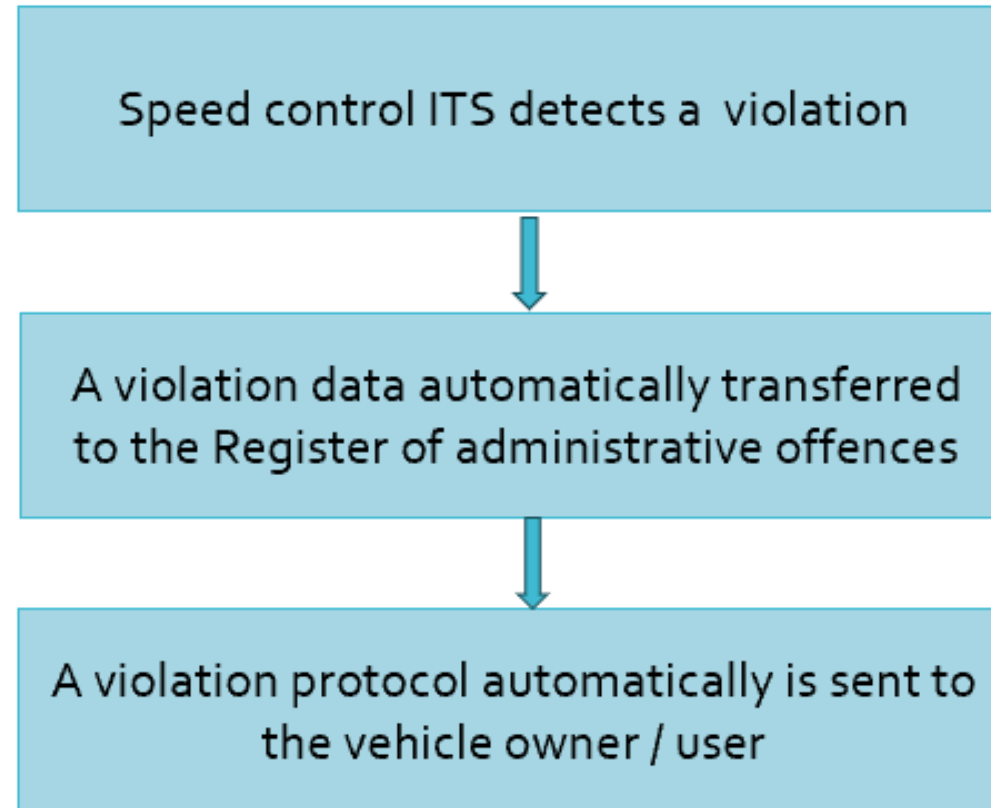 Speed control ITS detects a violation
A violation data automatically transferred
to the Register of administrative offences
A violation protocol automatically is sent to
the vehicle owner / user